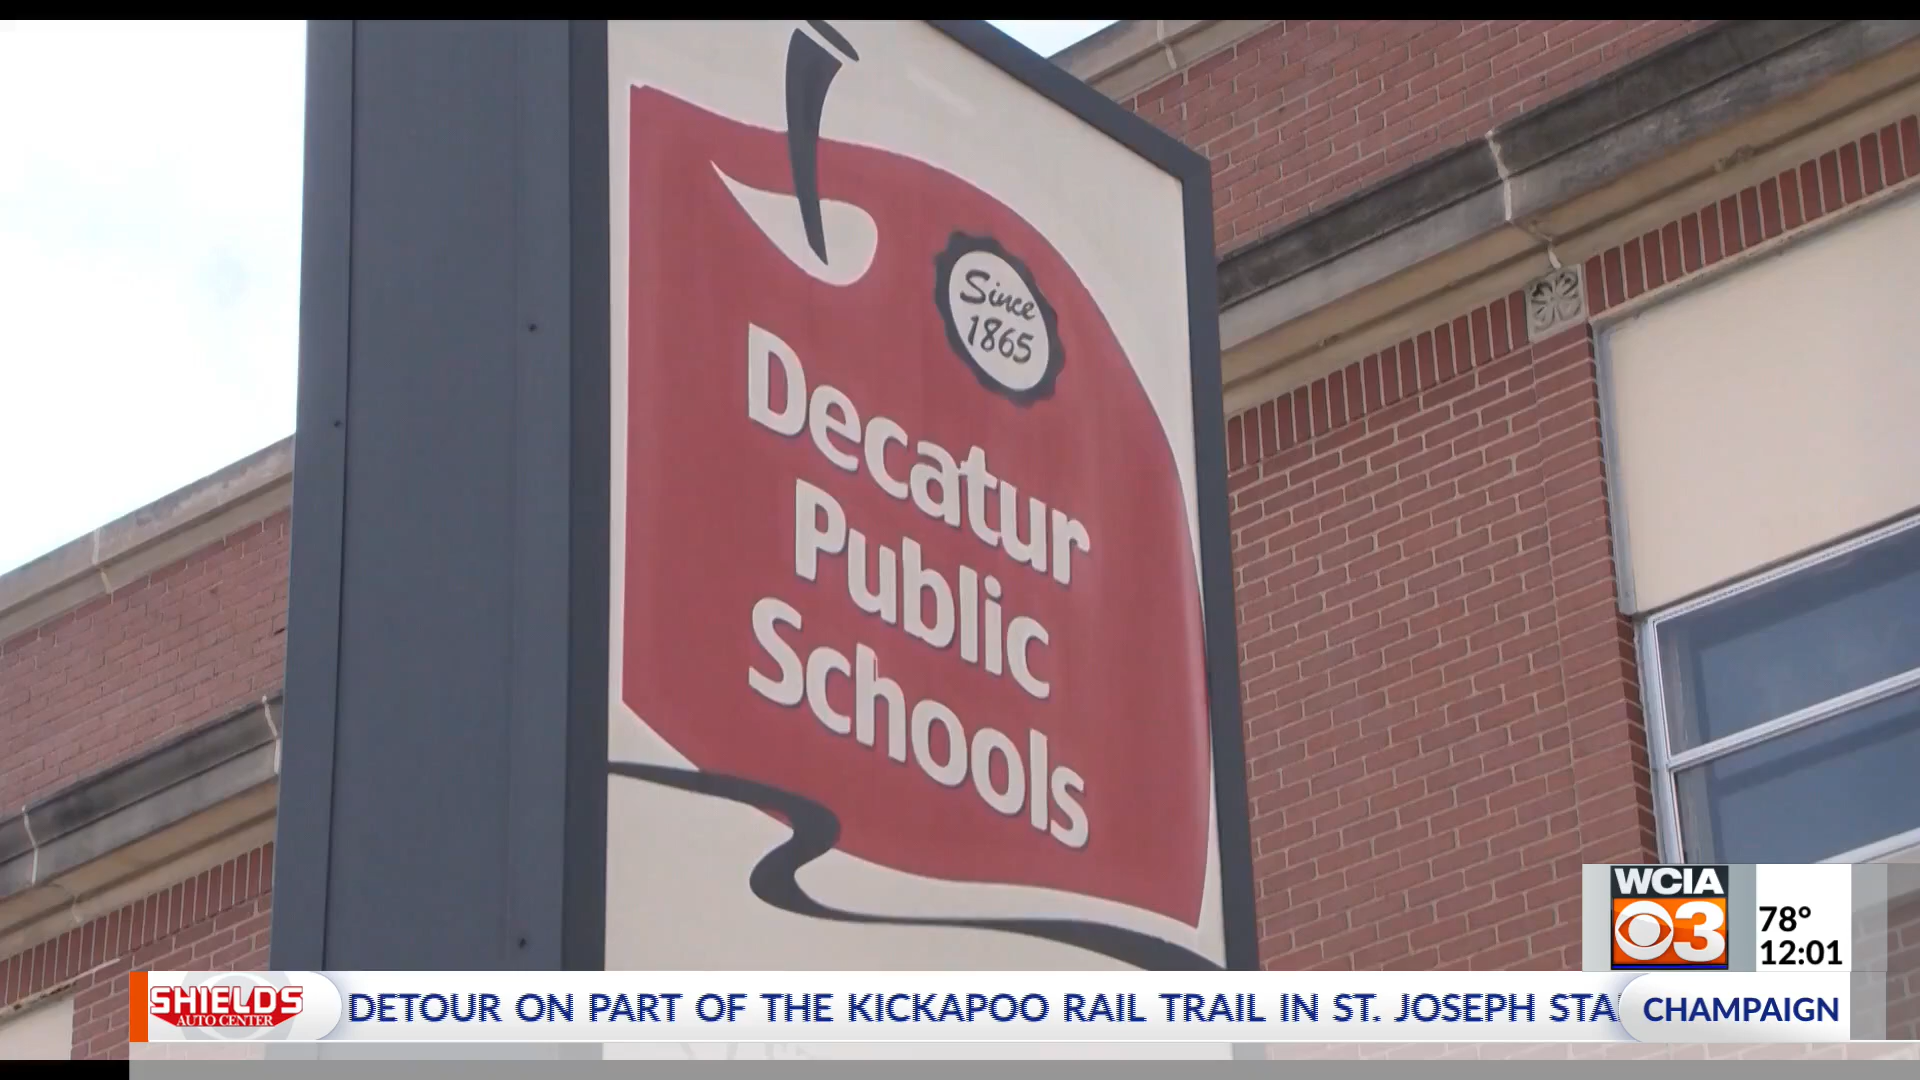 Since
1865
Decatur
Public
Schools
WCIA
3
78°
12:01
SHIELDS
AUTO CENTER
DETOUR ON PART OF THE KICKAPOO RAIL TRAIL IN ST. JOSEPH STA
CHAMPAIGN